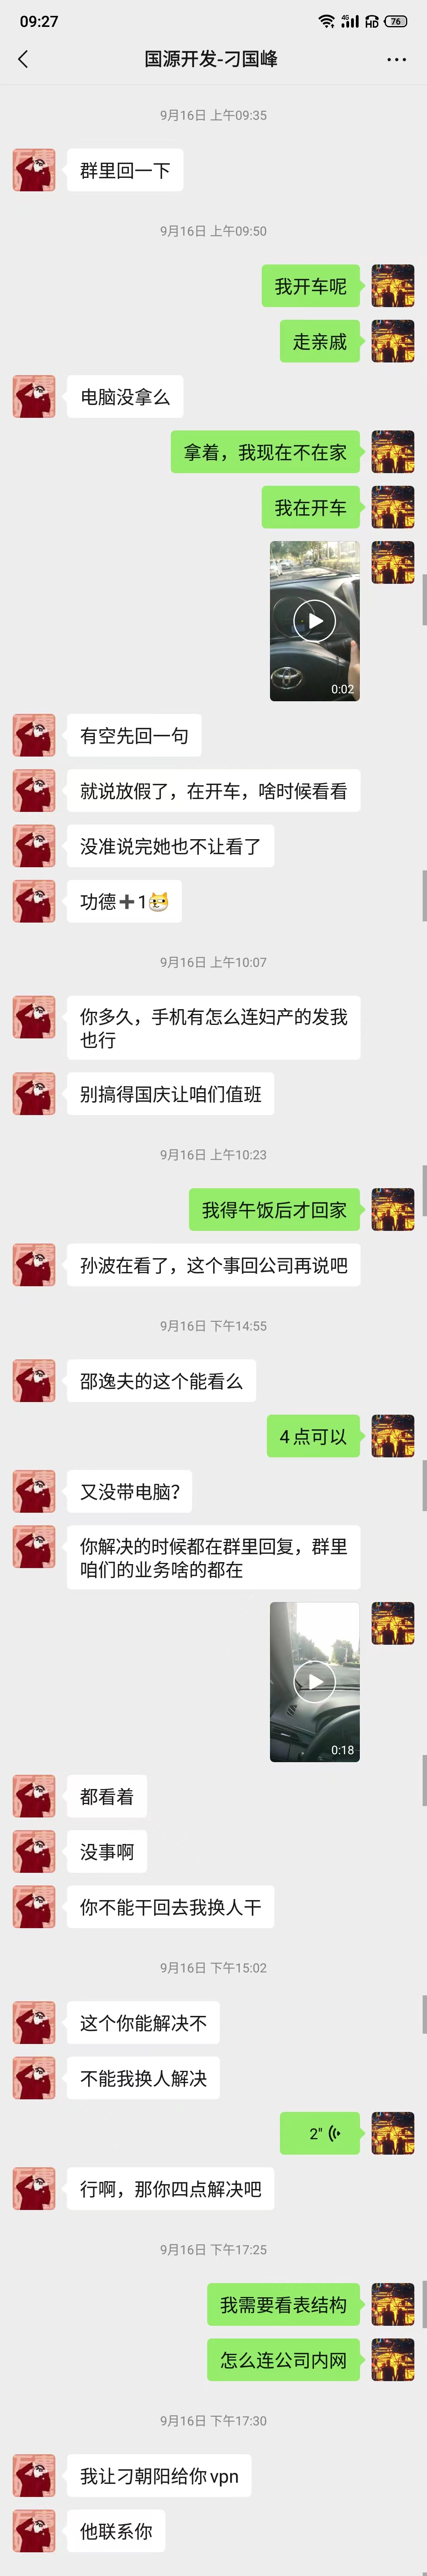 09:27
4G
HD
76
国源开发-刁国峰
9月16日 上午09:35
群里回一下
9月16日 上午09:50
我开车呢
走亲戚
电脑没拿么
拿着，我现在不在家
我在开车
0:02
有空先回一句
就说放假了，在开车，啥时候看看
没准说完她也不让看了
功德➕1😹
9月16日 上午10:07
你多久，手机有怎么连妇产的发我
也行
别搞得国庆让咱们值班
9月16日 上午10:23
我得午饭后才回家
孙波在看了，这个事回公司再说吧
9月16日 下午14:55
邵逸夫的这个能看么
4点可以
又没带电脑？
你解决的时候都在群里回复，群里
咱们的业务啥的都在
0:18
都看着
没事啊
你不能干回去我换人干
9月16日 下午15:02
这个你能解决不
不能我换人解决
2"
行啊，那你四点解决吧
9月16日 下午17:25
我需要看表结构
怎么连公司内网
9月16日 下午17:30
我让刁朝阳给你vpn
他联系你